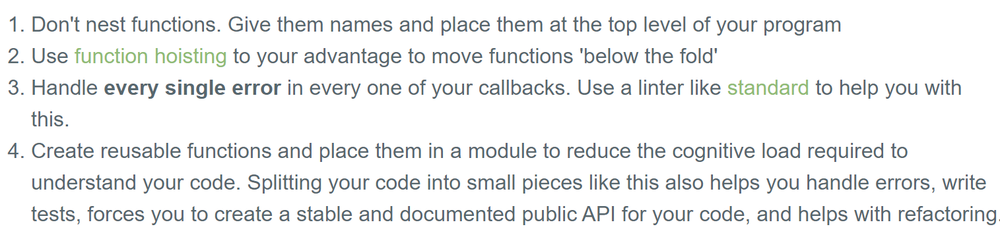 1. Don't nest functions. Give them names and place them at the top level of your program
2. Use function hoisting to your advantage to move functions 'below the fold'
3. Handle every single error in every one of your callbacks. Use a linter like standard to help you with
this.
4. Create reusable functions and place them in a module to reduce the cognitive load required to
understand your code. Splitting your code into small pieces like this also helps you handle errors, write
tests, forces you to create a stable and documented public API for your code, and helps with refactoring.